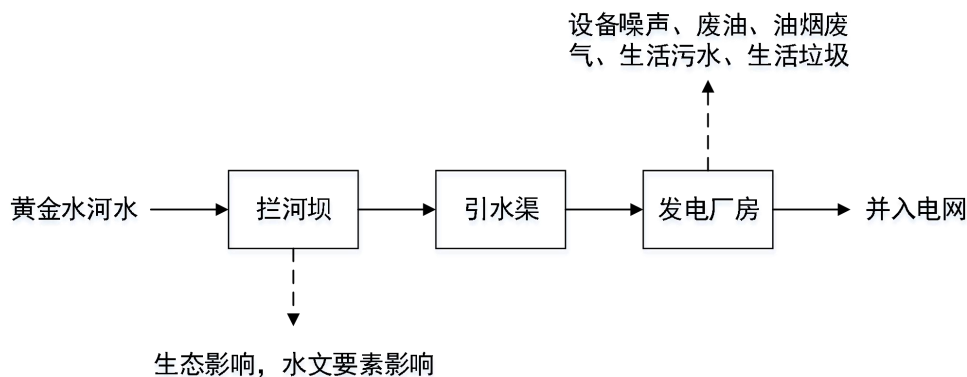 设备噪声、废油、油烟废
气、生活污水、生活垃圾
黄金水河水
拦河坝
引水渠
发电厂房
并入电网
生态影响，水文要素影响